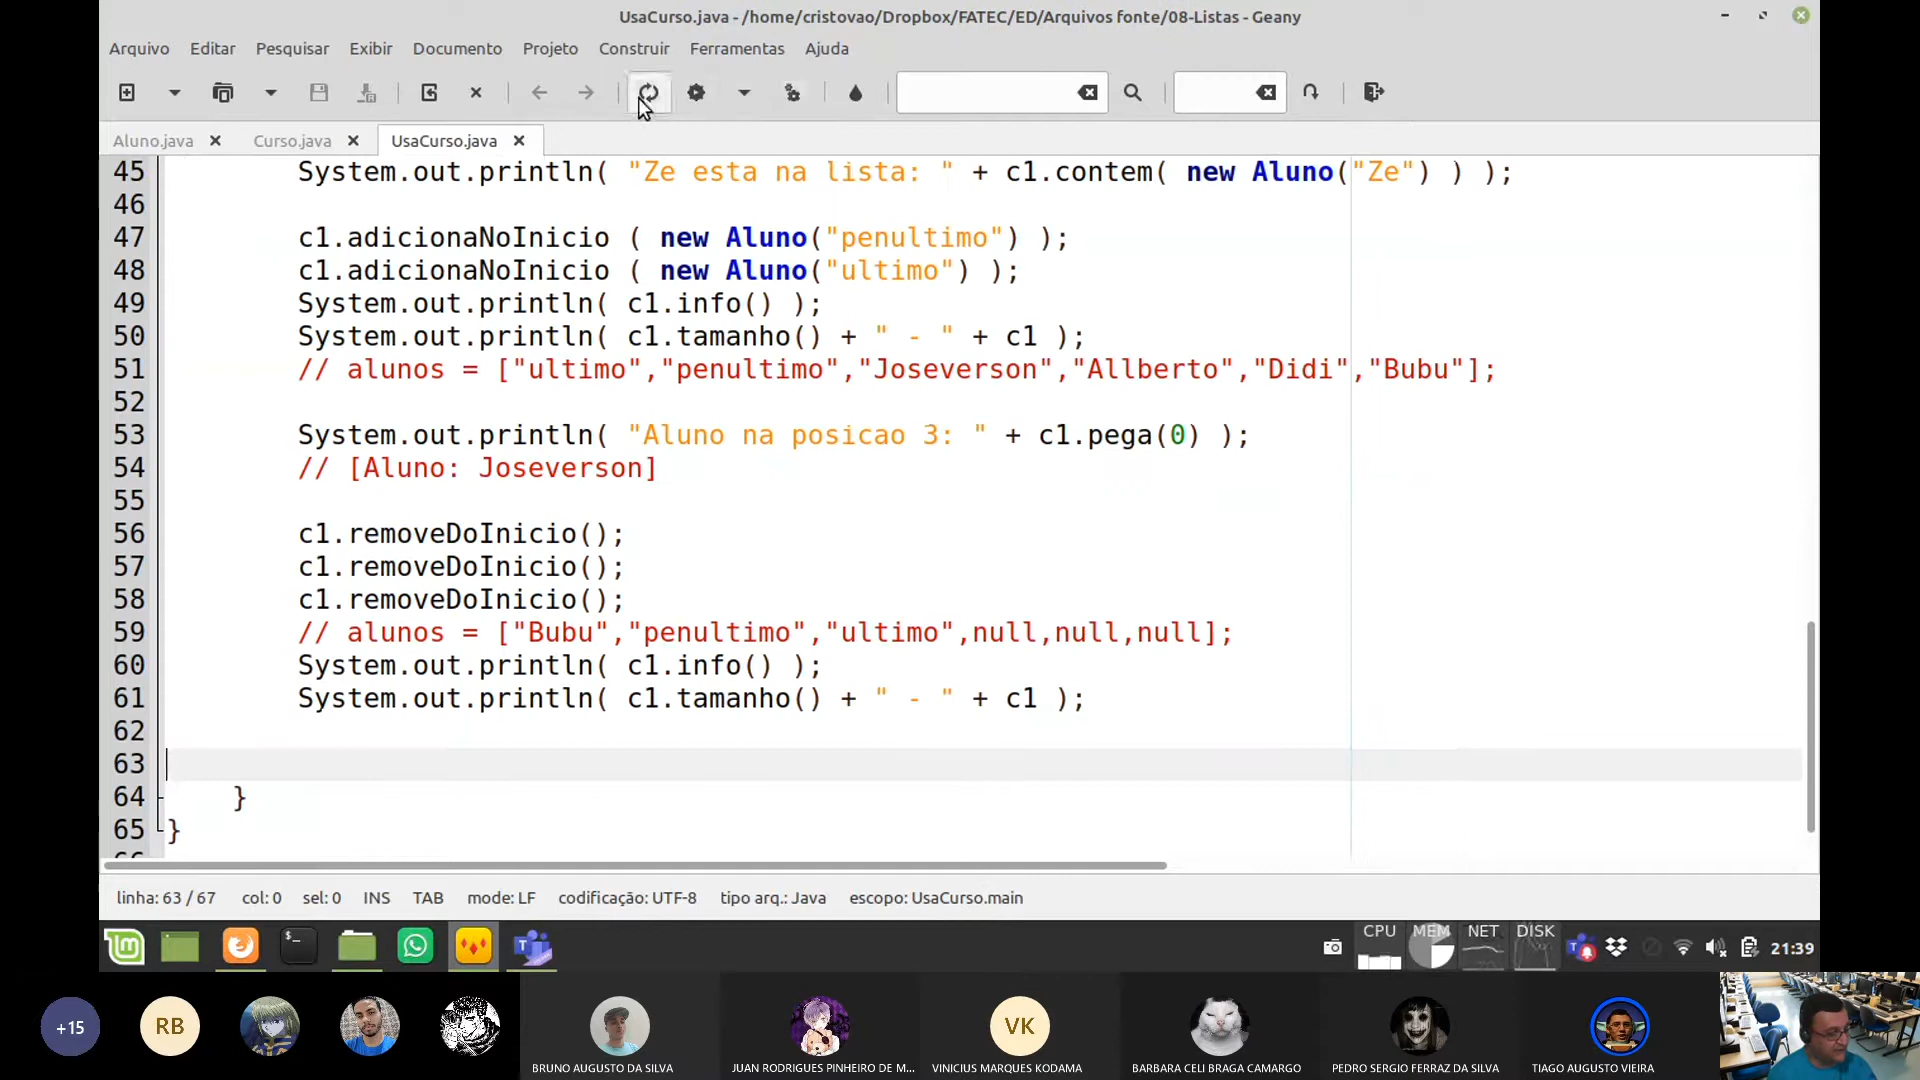 UsaCurso.java - /home/cristovao/Dropbox/FATEC/ED/Arquivos fonte/08-Listas - Geany
Arquivo Editar Pesquisar Exibir Documento Projeto Construir Ferramentas Ajuda
Aluno.java Curso.java UsaCurso.java
45 System.out.println( "Ze esta na lista: " + c1.contem( new Aluno("Ze") ) );
46
47 c1.adicionaNoInicio ( new Aluno("penultimo") );
48 c1.adicionaNoInicio ( new Aluno("ultimo") );
49 System.out.println( c1.info() );
50 System.out.println( c1.tamanho() + " - " + c1 );
51 // alunos = ["ultimo","penultimo","Joseverson","Allberto","Didi","Bubu"];
52
53 System.out.println( "Aluno na posicao 3: " + c1.pega(0) );
54 // [Aluno: Joseverson]
55
56 c1.removeDoInicio();
57 c1.removeDoInicio();
58 c1.removeDoInicio();
59 // alunos = ["Bubu","penultimo","ultimo",null,null,null];
60 System.out.println( c1.info() );
61 System.out.println( c1.tamanho() + " - " + c1 );
62
63
64 }
65 }
linha: 63 / 67 col: 0 sel: 0 INS TAB mode: LF codificação: UTF-8 tipo arq.: Java escopo: UsaCurso.main
CPU MEM NET DISK 21:39
+15 RB VK
BRUNO AUGUSTO DA SILVA JUAN RODRIGUES PINHEIRO DE M... VINICIUS MARQUES KODAMA BARBARA CELI BRAGA CAMARGO PEDRO SERGIO FERRAZ DA SILVA TIAGO AUGUSTO VIEIRA